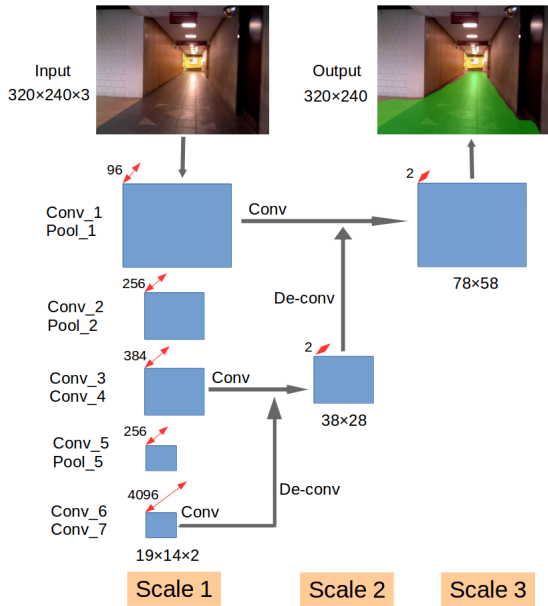 Input
320×240×3
Output
320×240
96
2
Conv_1
Pool_1
Conv
78×58
256
Conv_2
Pool_2
De-conv
384
2
Conv_3
Conv_4
Conv
38×28
256
Conv_5
Pool_5
De-conv
4096
Conv_6
Conv_7
Conv
19×14×2
Scale 1
Scale 2
Scale 3